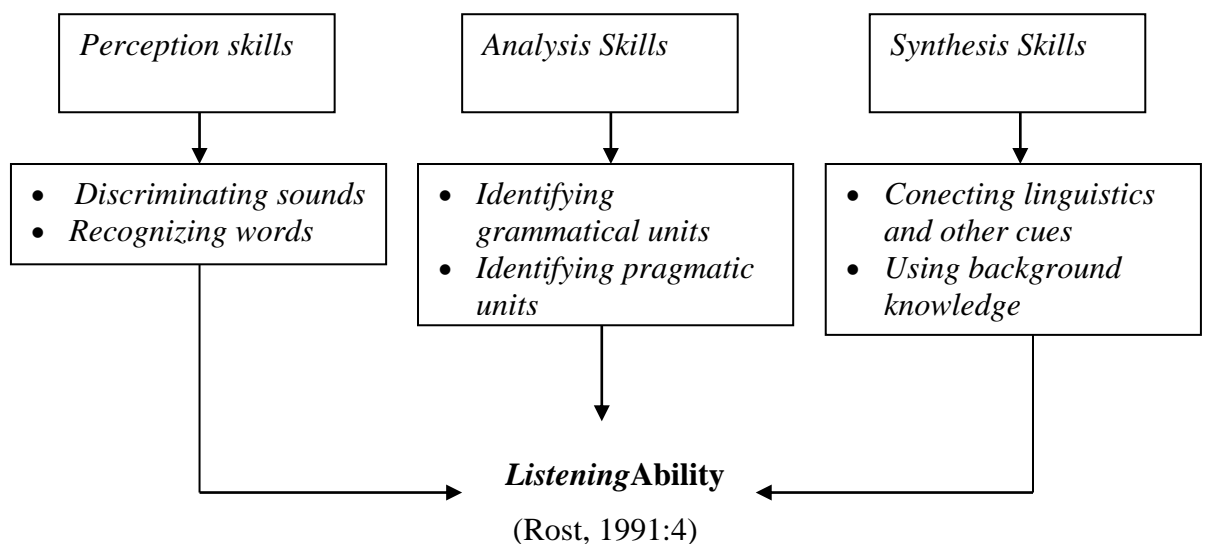 Perception skills
Analysis Skills
Synthesis Skills
• Discriminating sounds
• Recognizing words
• Identifying
grammatical units
• Identifying pragmatic
units
• Conecting linguistics
and other cues
• Using background
knowledge
ListeningAbility
(Rost, 1991:4)